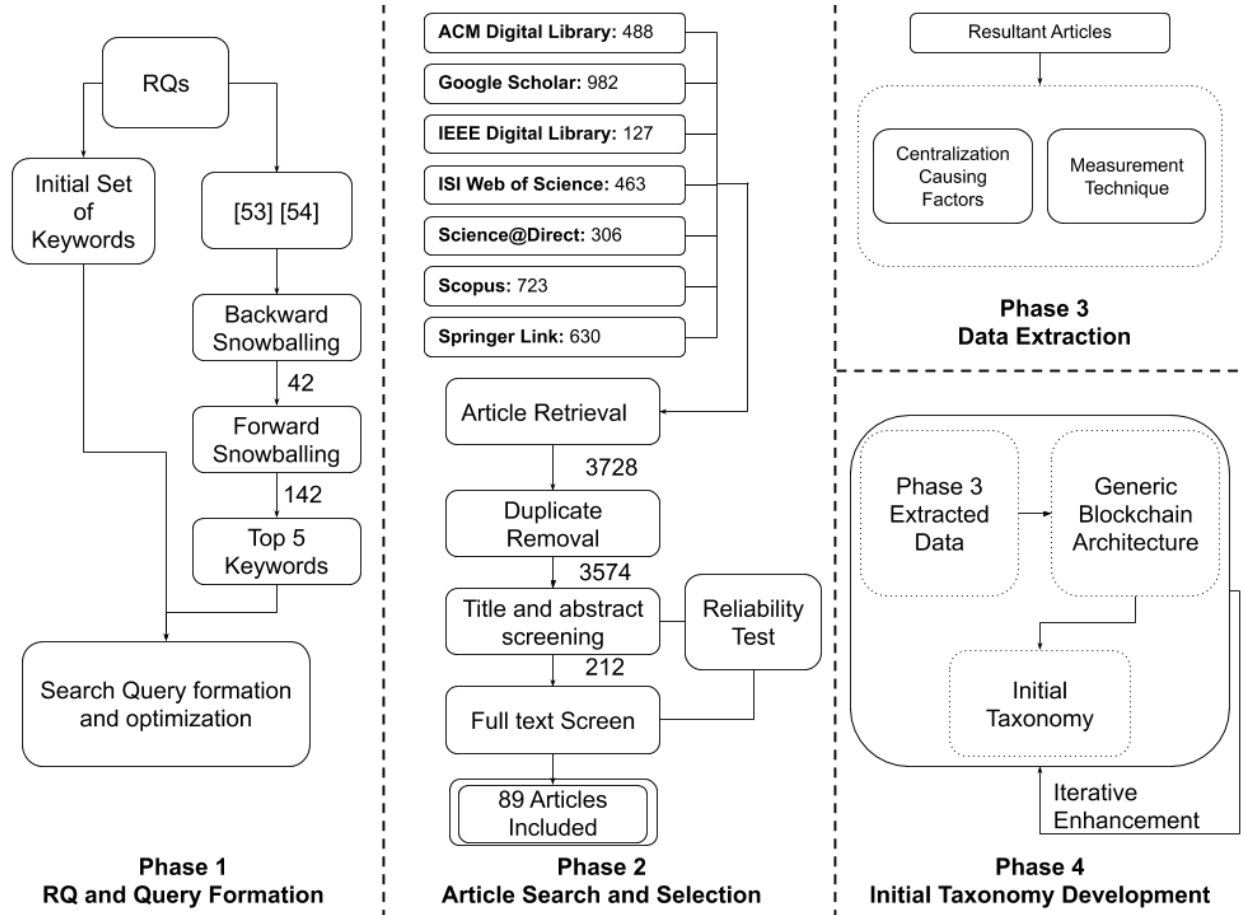 RQs
Initial Set
of
Keywords
[53] [54]
Backward
Snowballing
42
Forward
Snowballing
142
Top 5
Keywords
Search Query formation
and optimization
Phase 1
RQ and Query Formation
ACM Digital Library: 488
Google Scholar: 982
IEEE Digital Library: 127
ISI Web of Science: 463
Science@Direct: 306
Scopus: 723
Springer Link: 630
Article Retrieval
3728
Duplicate
Removal
3574
Title and abstract
screening
Reliability
Test
212
Full text Screen
89 Articles
Included
Phase 2
Article Search and Selection
Resultant Articles
Centralization
Causing
Factors
Measurement
Technique
Phase 3
Data Extraction
Phase 3
Extracted
Data
Generic
Blockchain
Architecture
Initial
Taxonomy
Iterative
Enhancement
Phase 4
Initial Taxonomy Development